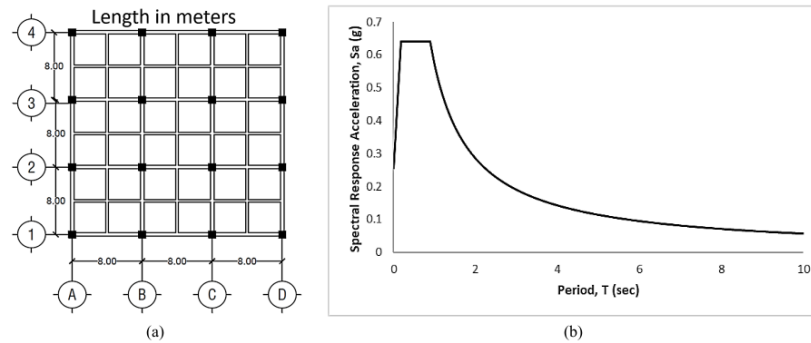 Length in meters
4
8.00
3
8.00
2
8.00
1
8.00
8.00
8.00
A
B
C
D
(a)
Spectral Response Acceleration, Sa (g)
0.7
0.6
0.5
0.4
0.3
0.2
0.1
0
0
2
4
6
8
10
Period, T (sec)
(b)